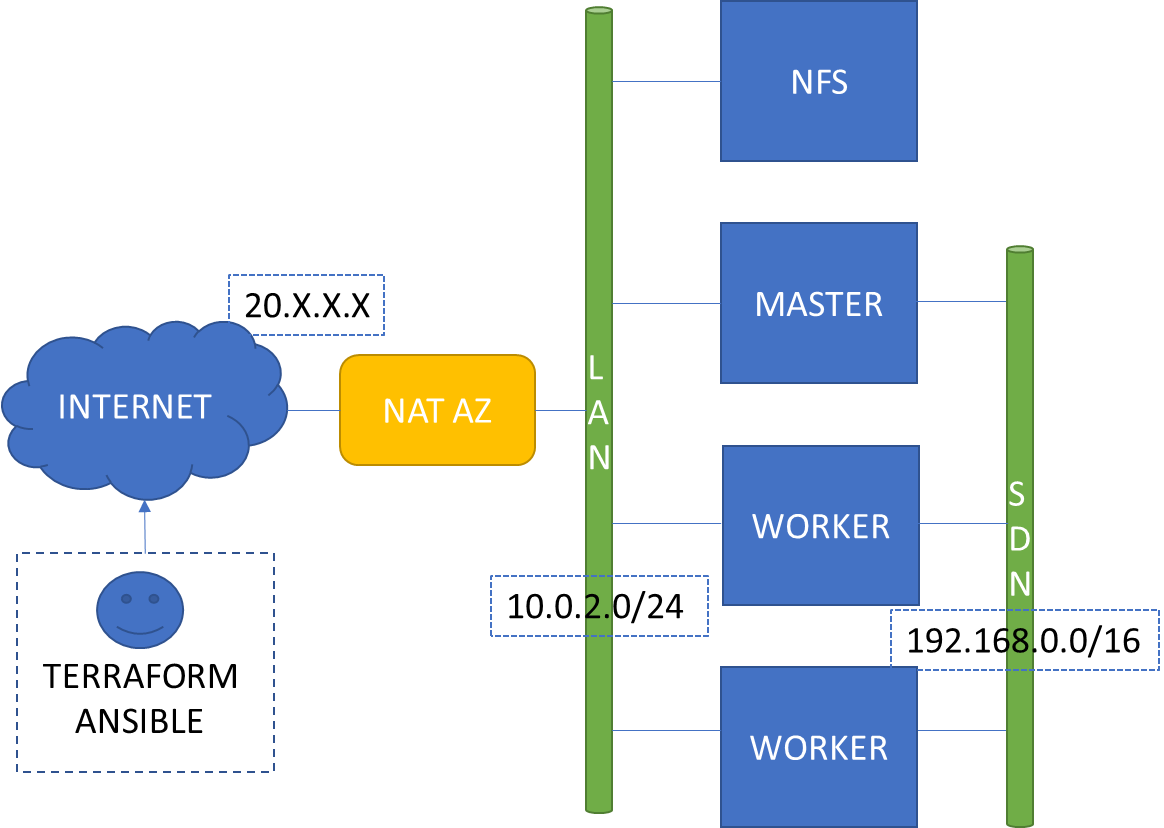 NFS
20.X.X.X
MASTER
INTERNET
NAT AZ
L
A
N
S
D
N
WORKER
10.0.2.0/24
192.168.0.0/16
TERRAFORM
ANSIBLE
WORKER